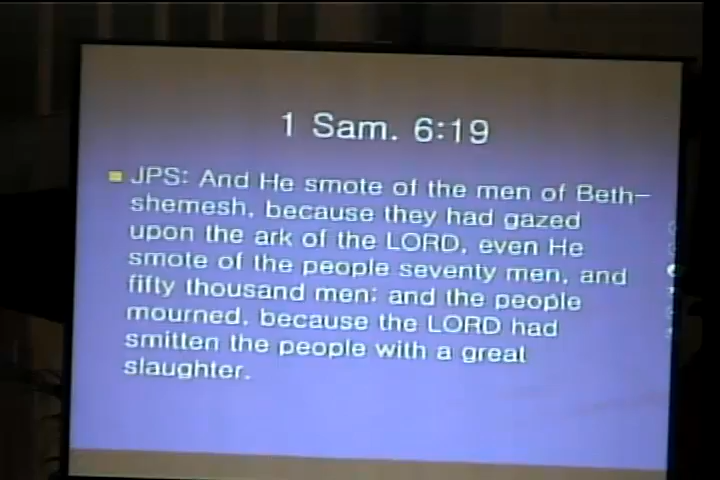 1 Sam. 6:19
JPS: And He smote of the men of Beth-
shemesh, because they had gazed
upon the ark of the LORD, even He
smote of the people seventy men, and
fifty thousand men; and the people
mourned, because the LORD had
smitten the people with a great
slaughter.